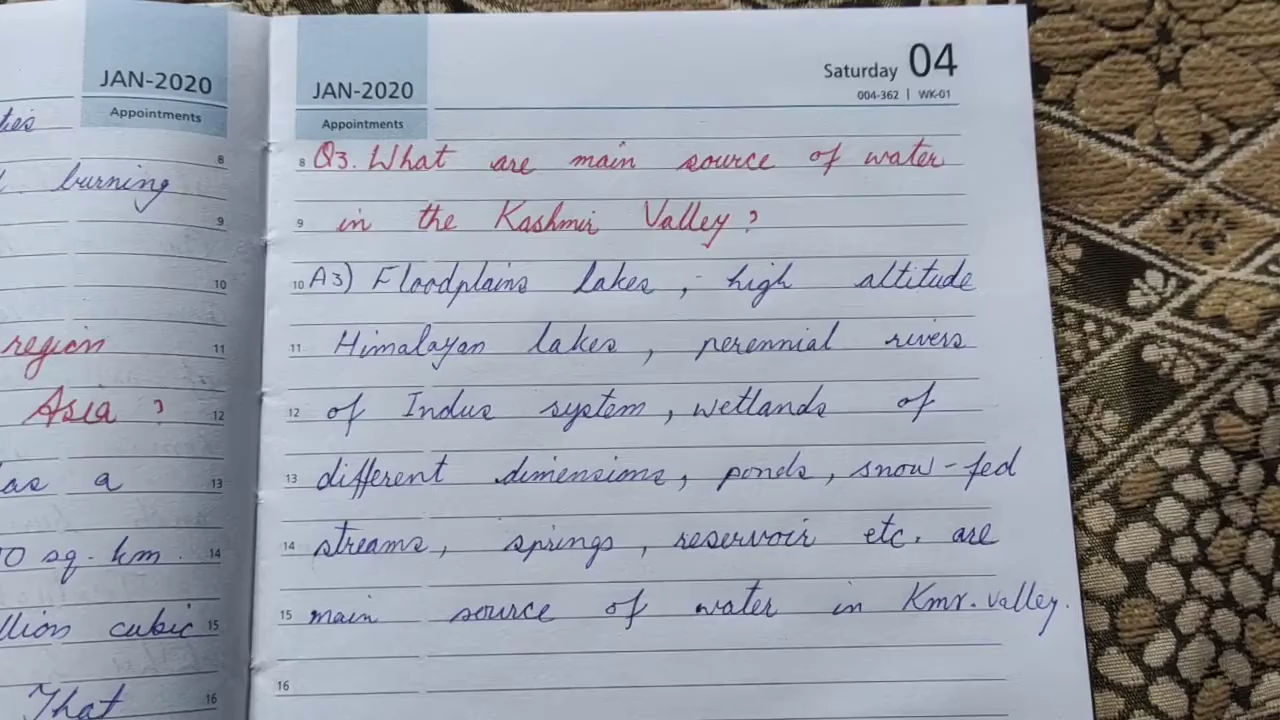 JAN-2020
Appointments
ties
8
burning
9
10
region 11
Asia ? 12
as a 13
0 sq. km. 14
llion cubic 15
That 16
JAN-2020
Appointments
Saturday 04
004-362 | WK-01
8 Q3. What are main source of water
9 in the Kashmir Valley?
10 A3) Floodplains lakes, high altitude
11 Himalayan lakes, perennial rivers
12 of Indus system, wetlands of
13 different dimensions, ponds, snow-fed
14 streams, springs, reservoir etc. are
15 main source of water in Kmr. valley.
16